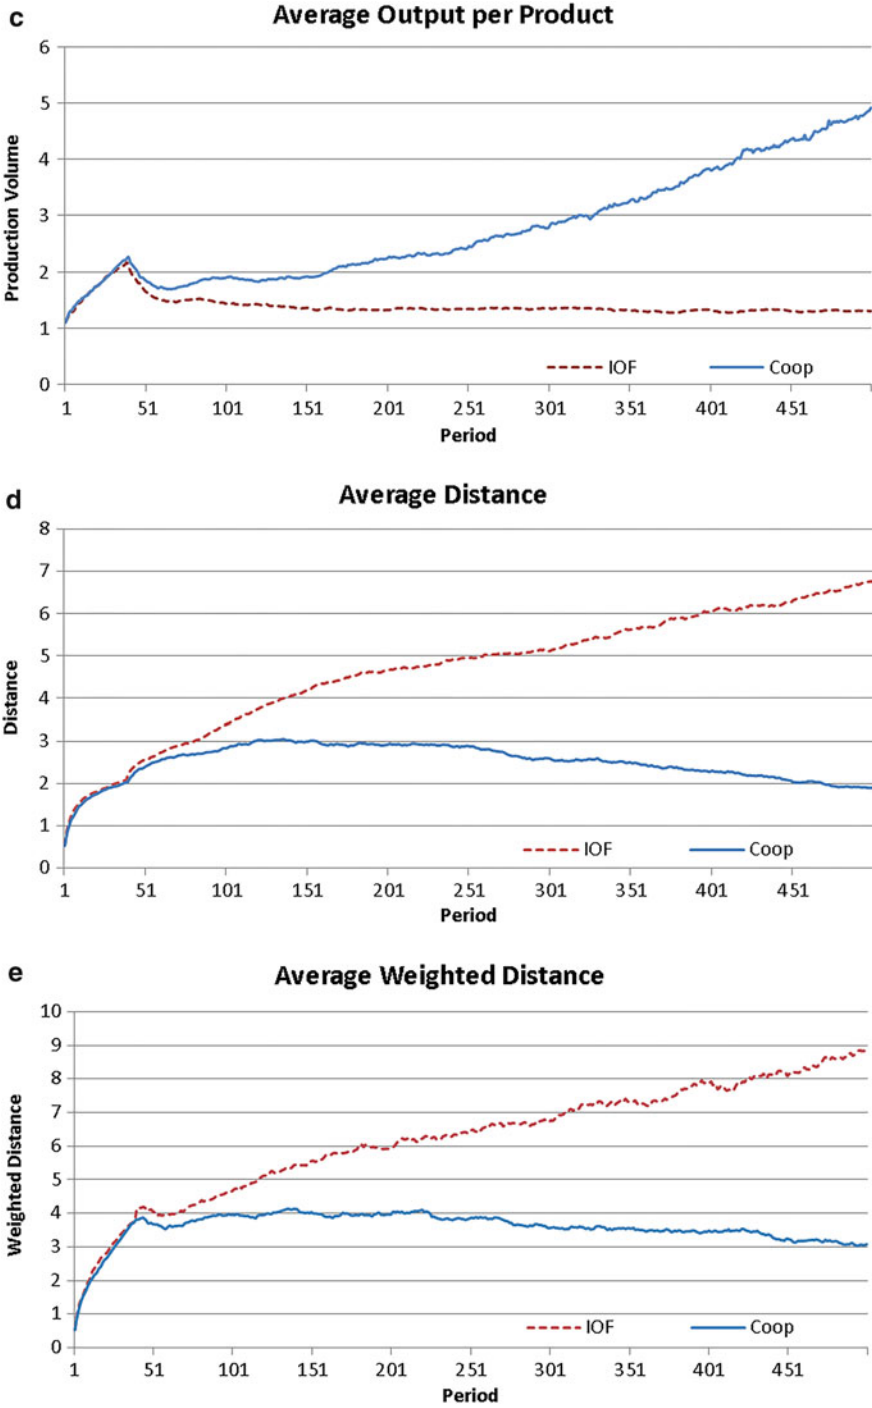 c
Average Output per Product
Production Volume
6
5
4
3
2
1
0
IOF Coop
1 51 101 151 201 251 301 351 401 451
Period
d
Average Distance
Distance
8
7
6
5
4
3
2
1
0
IOF Coop
1 51 101 151 201 251 301 351 401 451
Period
e
Average Weighted Distance
Weighted Distance
10
9
8
7
6
5
4
3
2
1
0
IOF Coop
1 51 101 151 201 251 301 351 401 451
Period